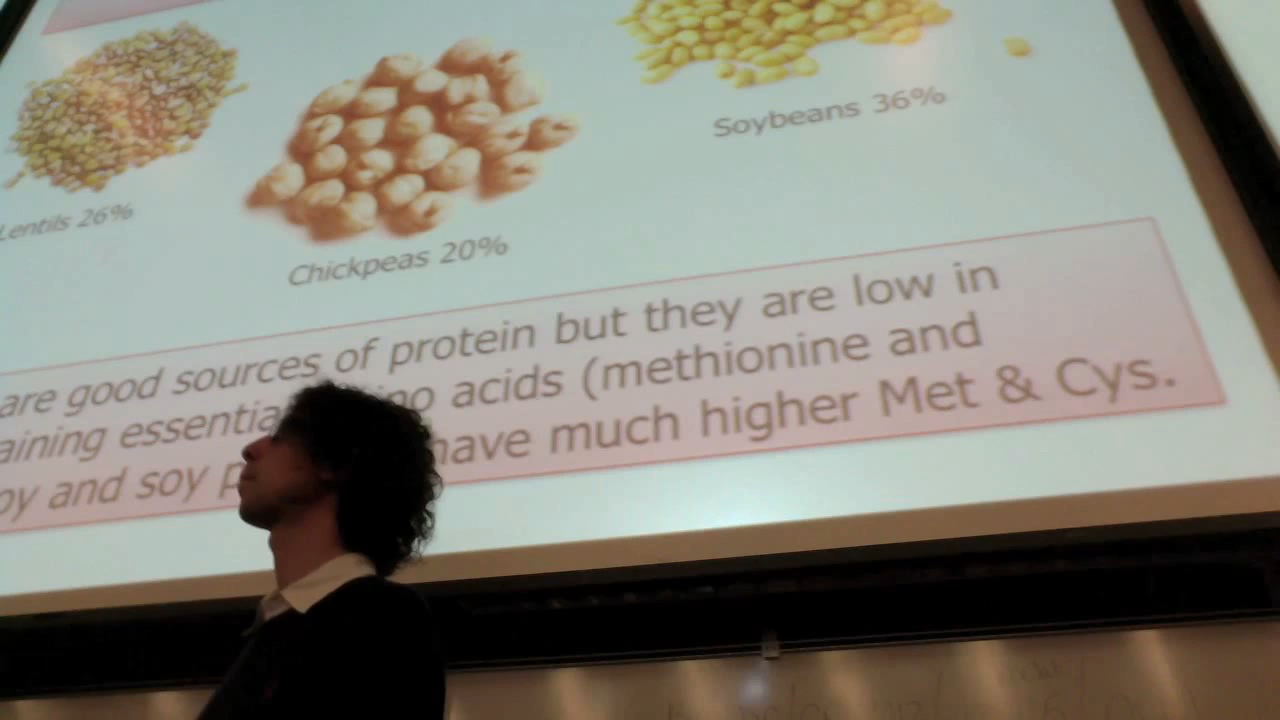 Soybeans 36%
Lentils 26%
Chickpeas 20%
are good sources of protein but they are low in
aining essentia no acids (methionine and
oy and soy p have much higher Met & Cys.